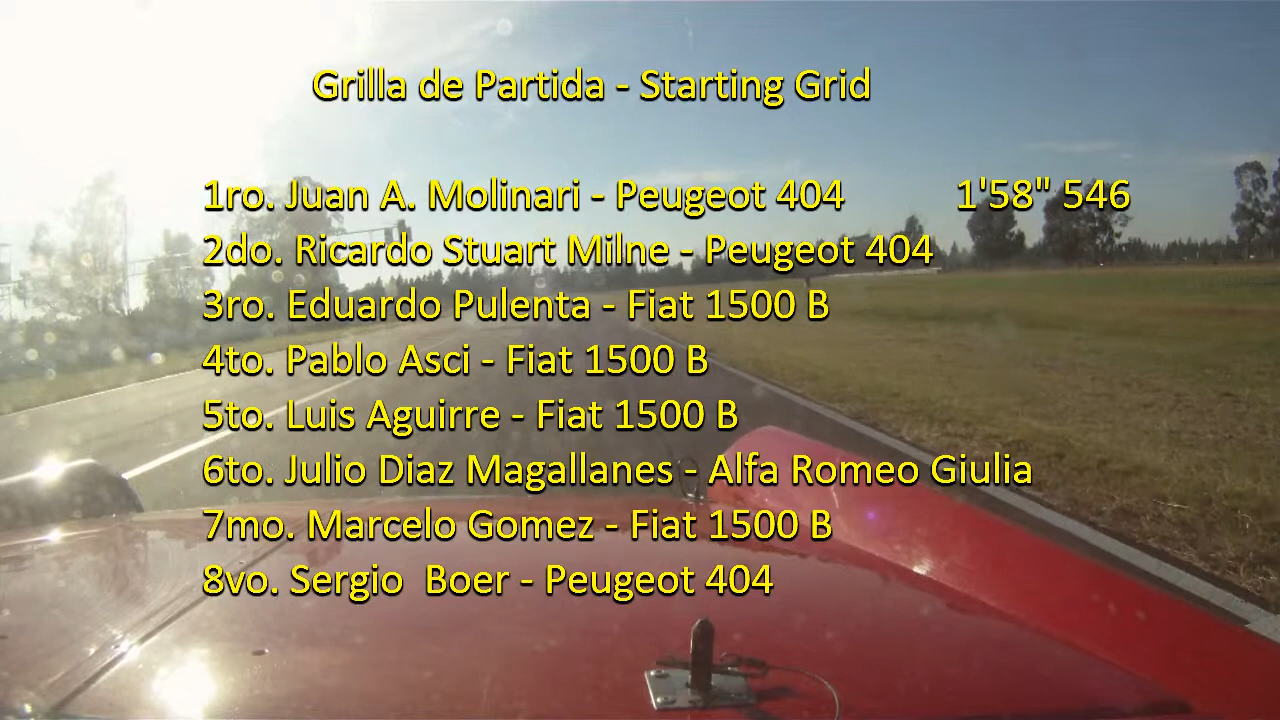 Grilla de Partida - Starting Grid
1ro. Juan A. Molinari - Peugeot 404 1'58" 546
2do. Ricardo Stuart Milne - Peugeot 404
3ro. Eduardo Pulenta - Fiat 1500 B
4to. Pablo Asci - Fiat 1500 B
5to. Luis Aguirre - Fiat 1500 B
6to. Julio Diaz Magallanes - Alfa Romeo Giulia
7mo. Marcelo Gomez - Fiat 1500 B
8vo. Sergio  Boer - Peugeot 404